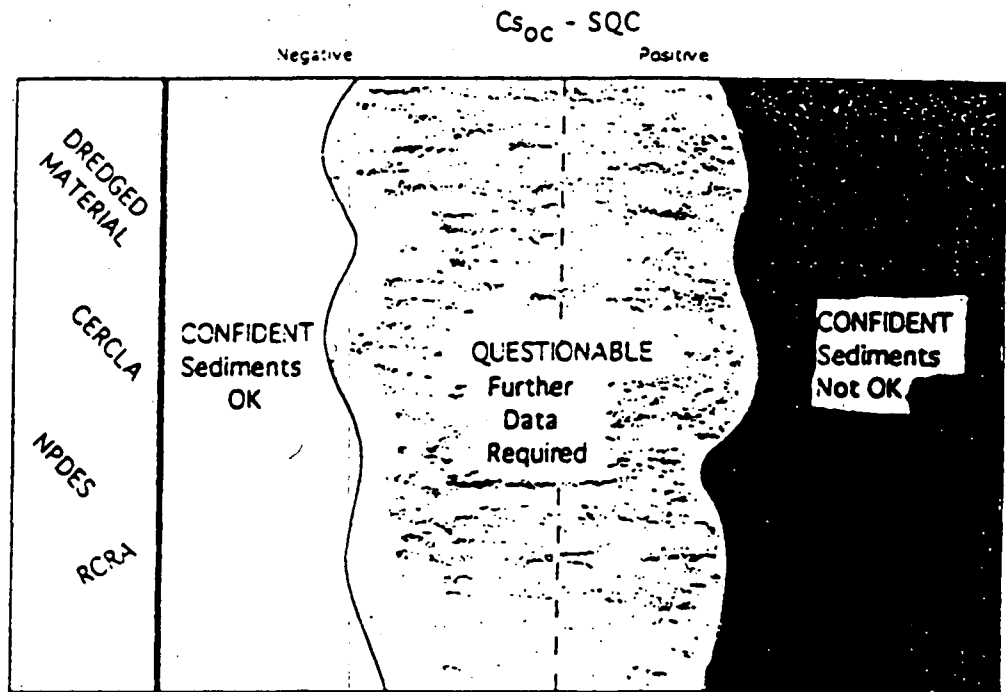 Cs_OC - SQC
Negative
Positive
DREDGED
MATERIAL
CERCLA
NPDES
RCRA
CONFIDENT
Sediments
OK
QUESTIONABLE
Further
Data
Required
CONFIDENT
Sediments
Not OK